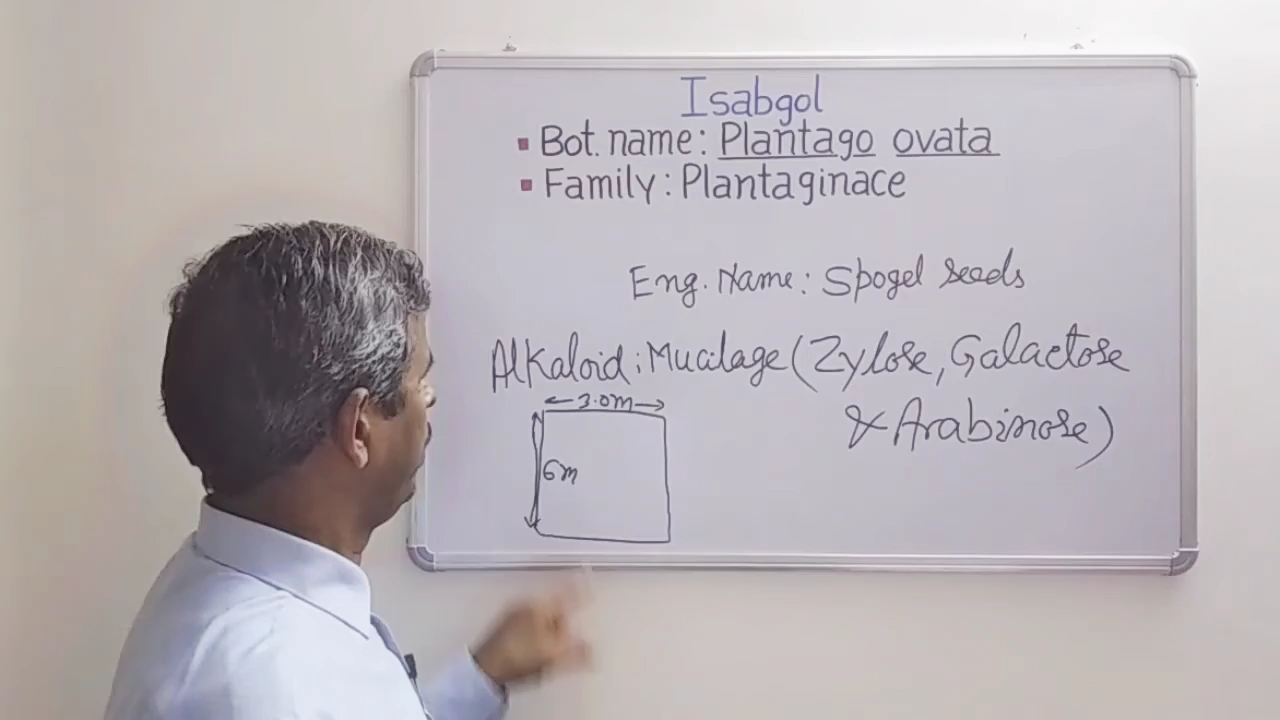 Isabgol
▪ Bot. name: Plantago ovata
▪ Family: Plantaginace
Eng. Name: Spogel seeds
Alkaloid: Mucilage (Zylose, Galactose
& Arabinose)
3.0m
6m